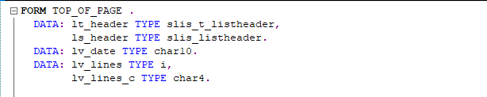 FORM TOP_OF_PAGE .
DATA: lt_header TYPE slis_t_listheader,
ls_header TYPE slis_listheader.
DATA: lv_date TYPE char10.
DATA: lv_lines TYPE i,
lv_lines_c TYPE char4.